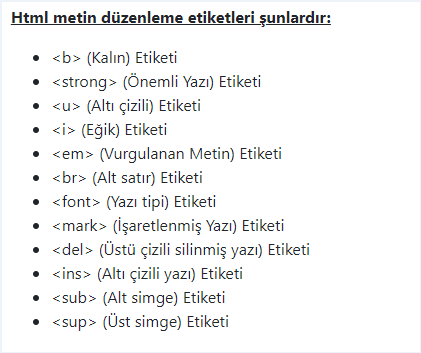 Html metin düzenleme etiketleri şunlardır:
• <b> (Kalın) Etiketi
• <strong> (Önemli Yazı) Etiketi
• <u> (Altı çizili) Etiketi
• <i> (Eğik) Etiketi
• <em> (Vurgulanan Metin) Etiketi
• <br> (Alt satır) Etiketi
• <font> (Yazı tipi) Etiketi
• <mark> (İşaretlenmiş Yazı) Etiketi
• <del> (Üstü çizili silinmiş yazı) Etiketi
• <ins> (Altı çizili yazı) Etiketi
• <sub> (Alt simge) Etiketi
• <sup> (Üst simge) Etiketi